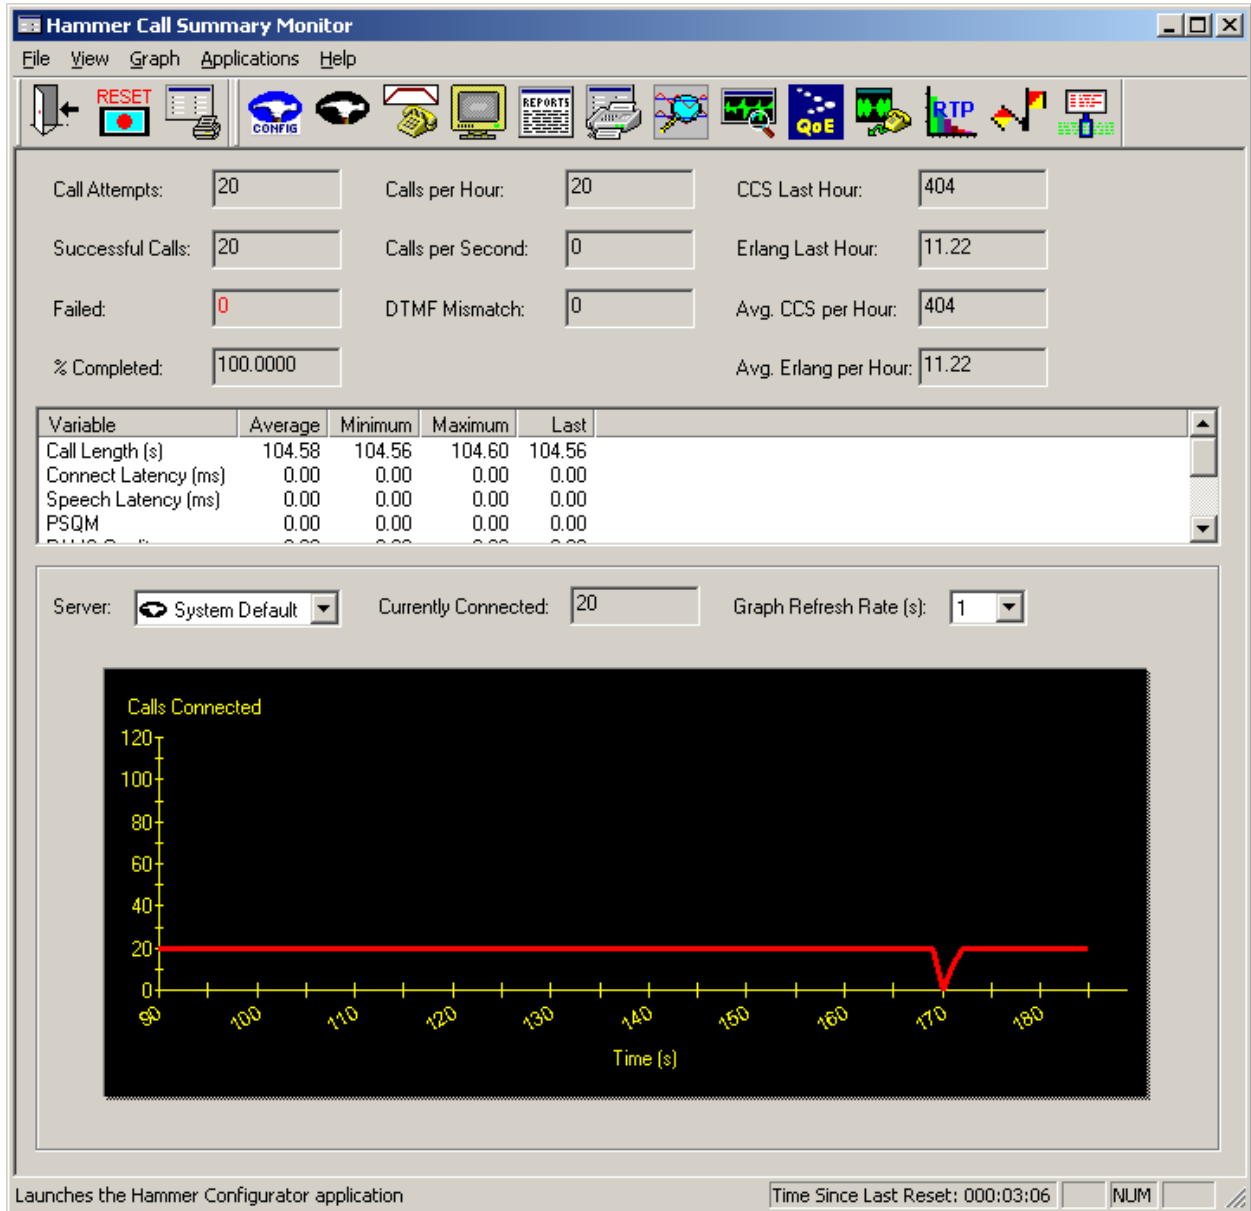 Hammer Call Summary Monitor
File View Graph Applications Help
RESET CONFIG REPORTS QoE RTP TEXT
Call Attempts: 20 Calls per Hour: 20 CCS Last Hour: 404
Successful Calls: 20 Calls per Second: 0 Erlang Last Hour: 11.22
Failed: 0 DTMF Mismatch: 0 Avg. CCS per Hour: 404
% Completed: 100.0000 Avg. Erlang per Hour: 11.22
Variable Average Minimum Maximum Last
Call Length (s) 104.58 104.56 104.60 104.56
Connect Latency (ms) 0.00 0.00 0.00 0.00
Speech Latency (ms) 0.00 0.00 0.00 0.00
PSQM 0.00 0.00 0.00 0.00
Server: System Default Currently Connected: 20 Graph Refresh Rate (s): 1
Calls Connected
120
100
80
60
40
20
0
90 100 110 120 130 140 150 160 170 180
Time (s)
Launches the Hammer Configurator application Time Since Last Reset: 000:03:06 NUM